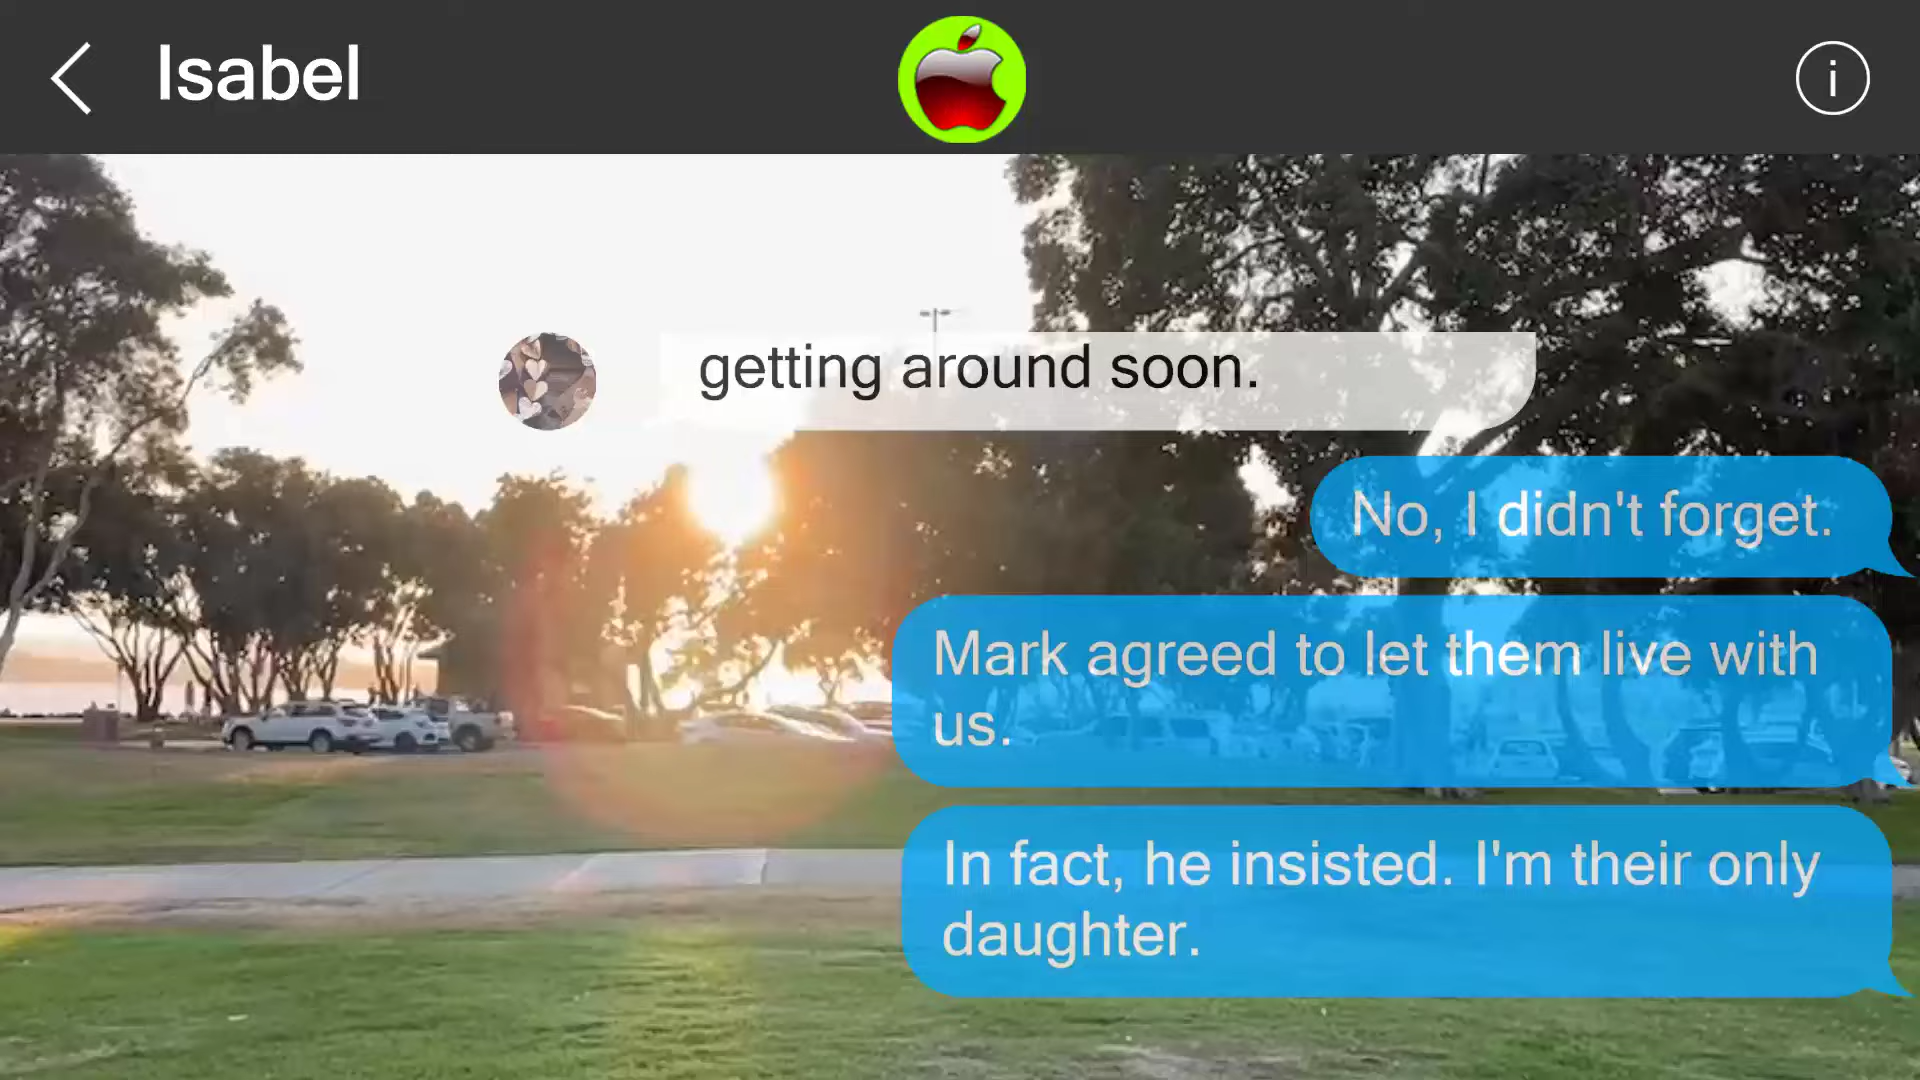 Isabel
i
getting around soon.
No, I didn't forget.
Mark agreed to let them live with
us.
In fact, he insisted. I'm their only
daughter.